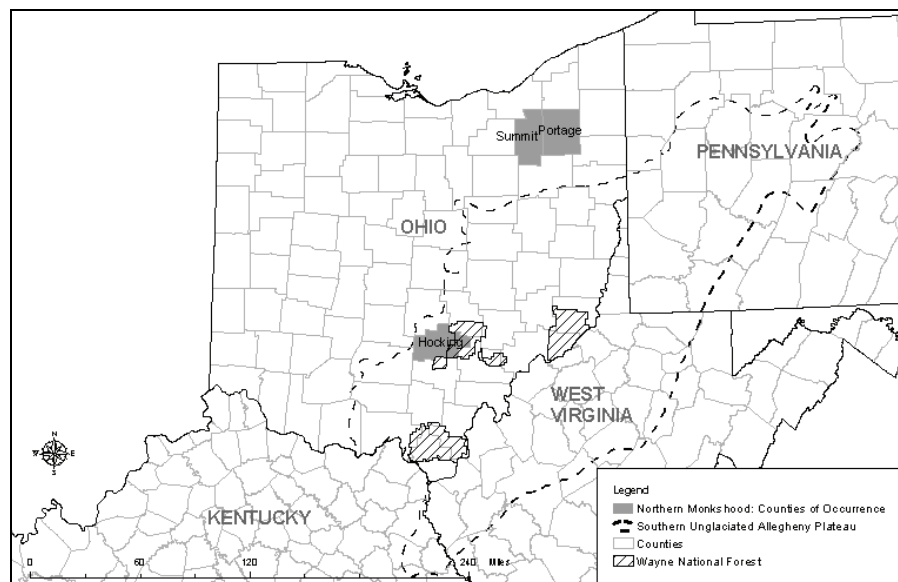 Summit Portage
PENNSYLVANIA
OHIO
Hocking
WEST
VIRGINIA
N
W E
S
KENTUCKY
Legend
Northern Monkshood: Counties of Occurrence
Southern Unglaciated Allegheny Plateau
Counties
Wayne National Forest
0 60 120 240 Miles